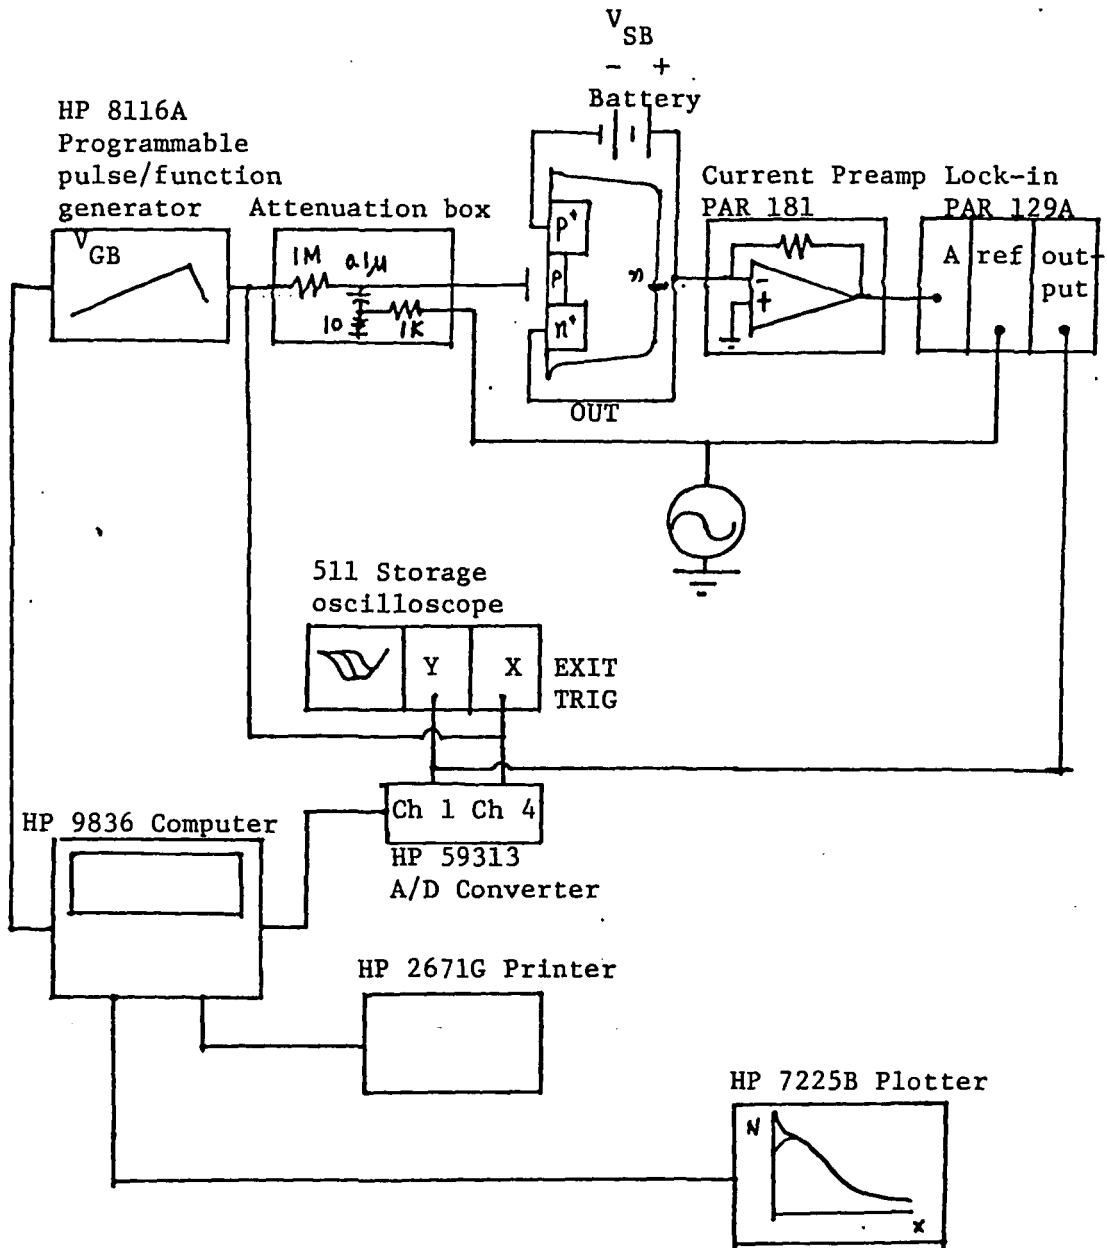 V
SB
- +
Battery
HP 8116A
Programmable
pulse/function
generator
V
GB
Attenuation box
1M
0.1µ
10
1K
p+
p
n+
n
OUT
Current Preamp
PAR 181
-
+
Lock-in
PAR 129A
A ref out-
put
511 Storage
oscilloscope
Y X
EXIT
TRIG
Ch 1 Ch 4
HP 59313
A/D Converter
HP 9836 Computer
HP 2671G Printer
HP 7225B Plotter
N
x